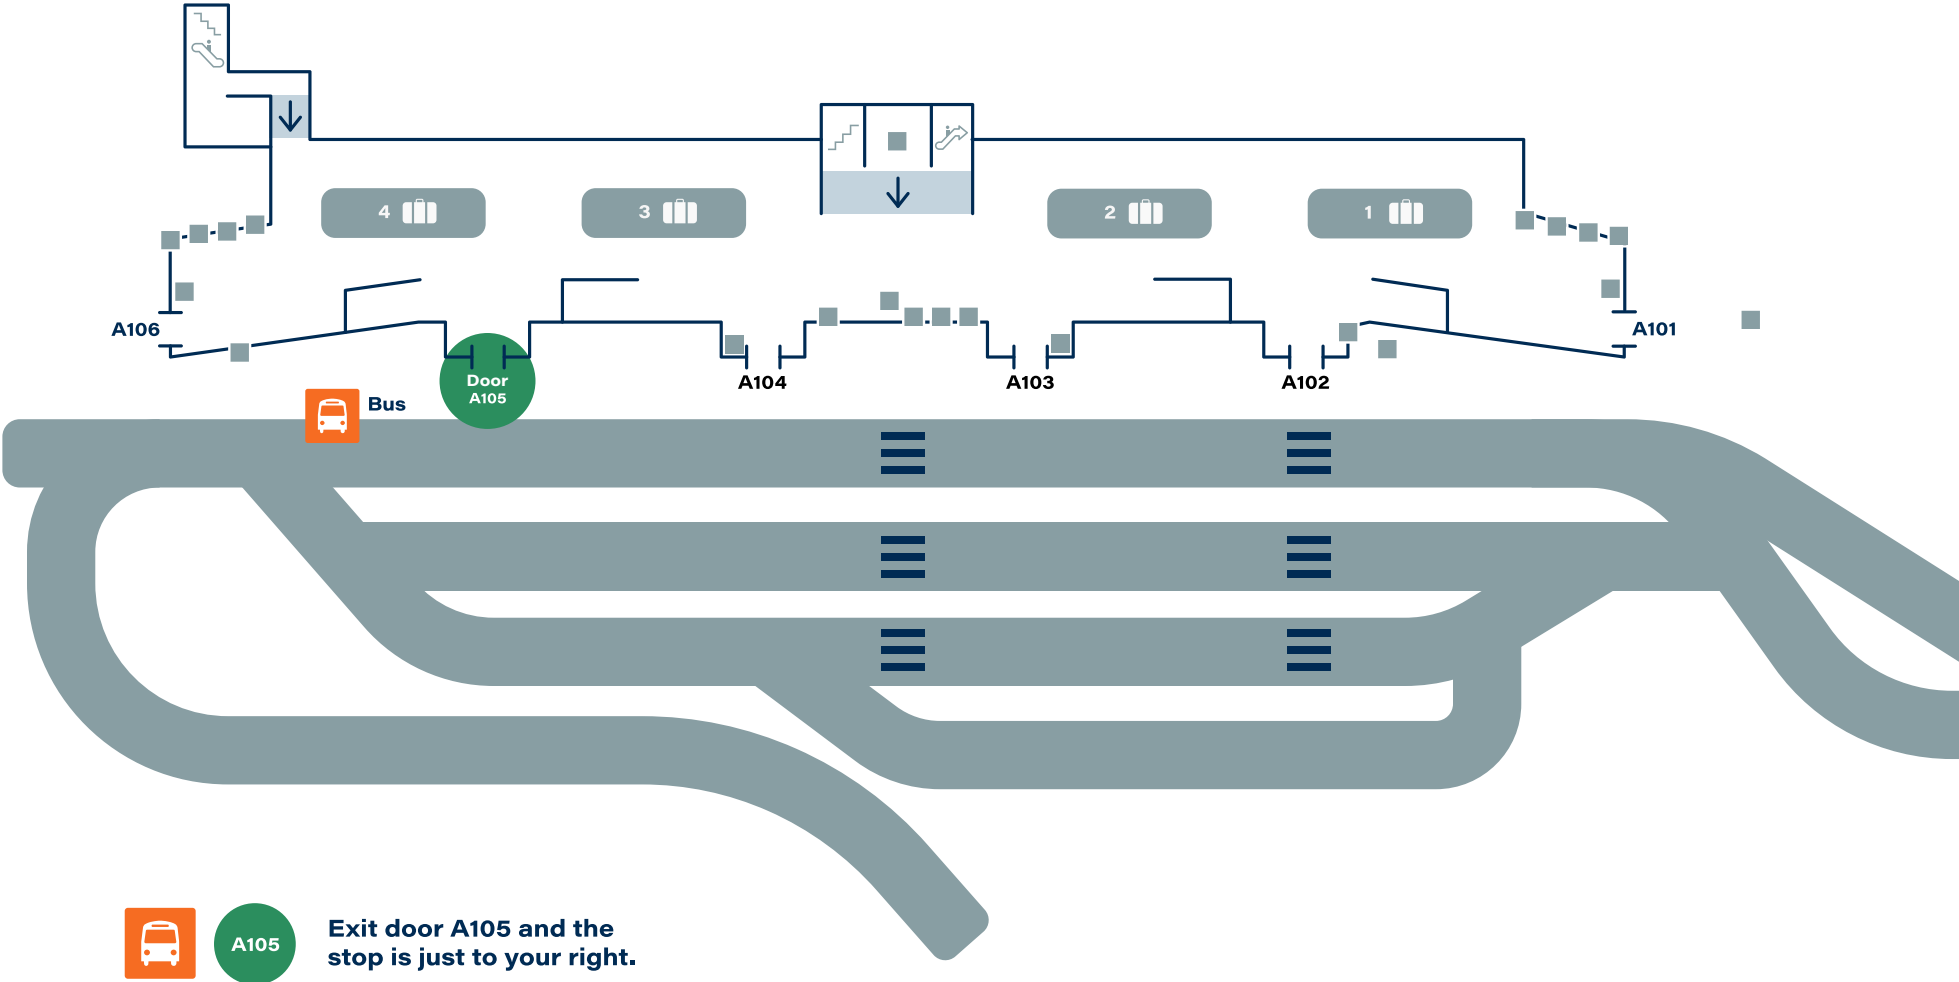 4
3
2
1
A106
A101
Door
A105
A104
A103
A102
Bus
A105
Exit door A105 and the
stop is just to your right.